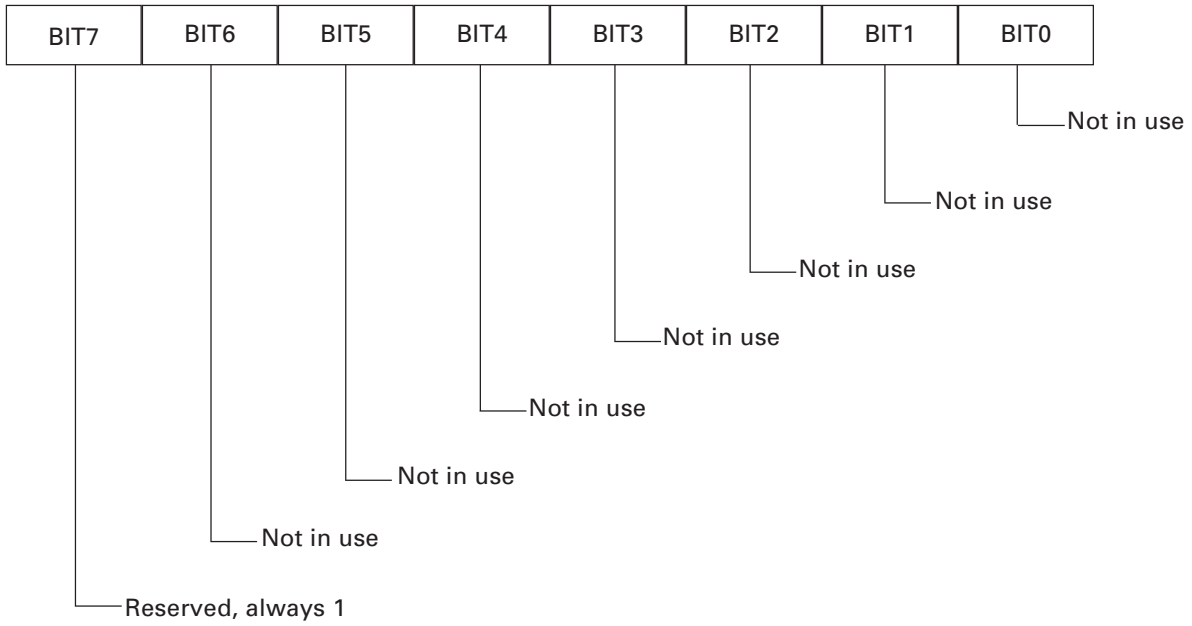 BIT7 BIT6 BIT5 BIT4 BIT3 BIT2 BIT1 BIT0
Not in use
Not in use
Not in use
Not in use
Not in use
Not in use
Not in use
Reserved, always 1